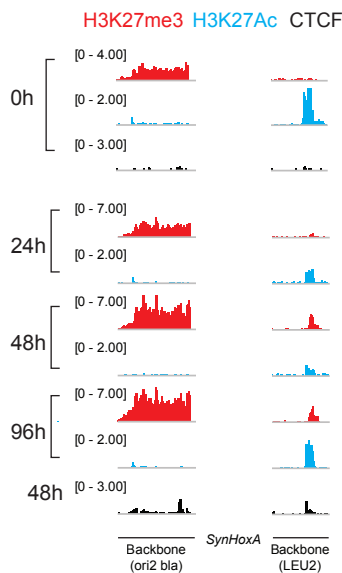 H3K27me3 H3K27Ac CTCF
[0 - 4.00]
0h
[0 - 2.00]
[0 - 3.00]
[0 - 7.00]
24h
[0 - 2.00]
[0 - 7.00]
48h
[0 - 2.00]
[0 - 7.00]
96h
[0 - 2.00]
48h [0 - 3.00]
SynHoxA
Backbone Backbone
(ori2 bla) (LEU2)